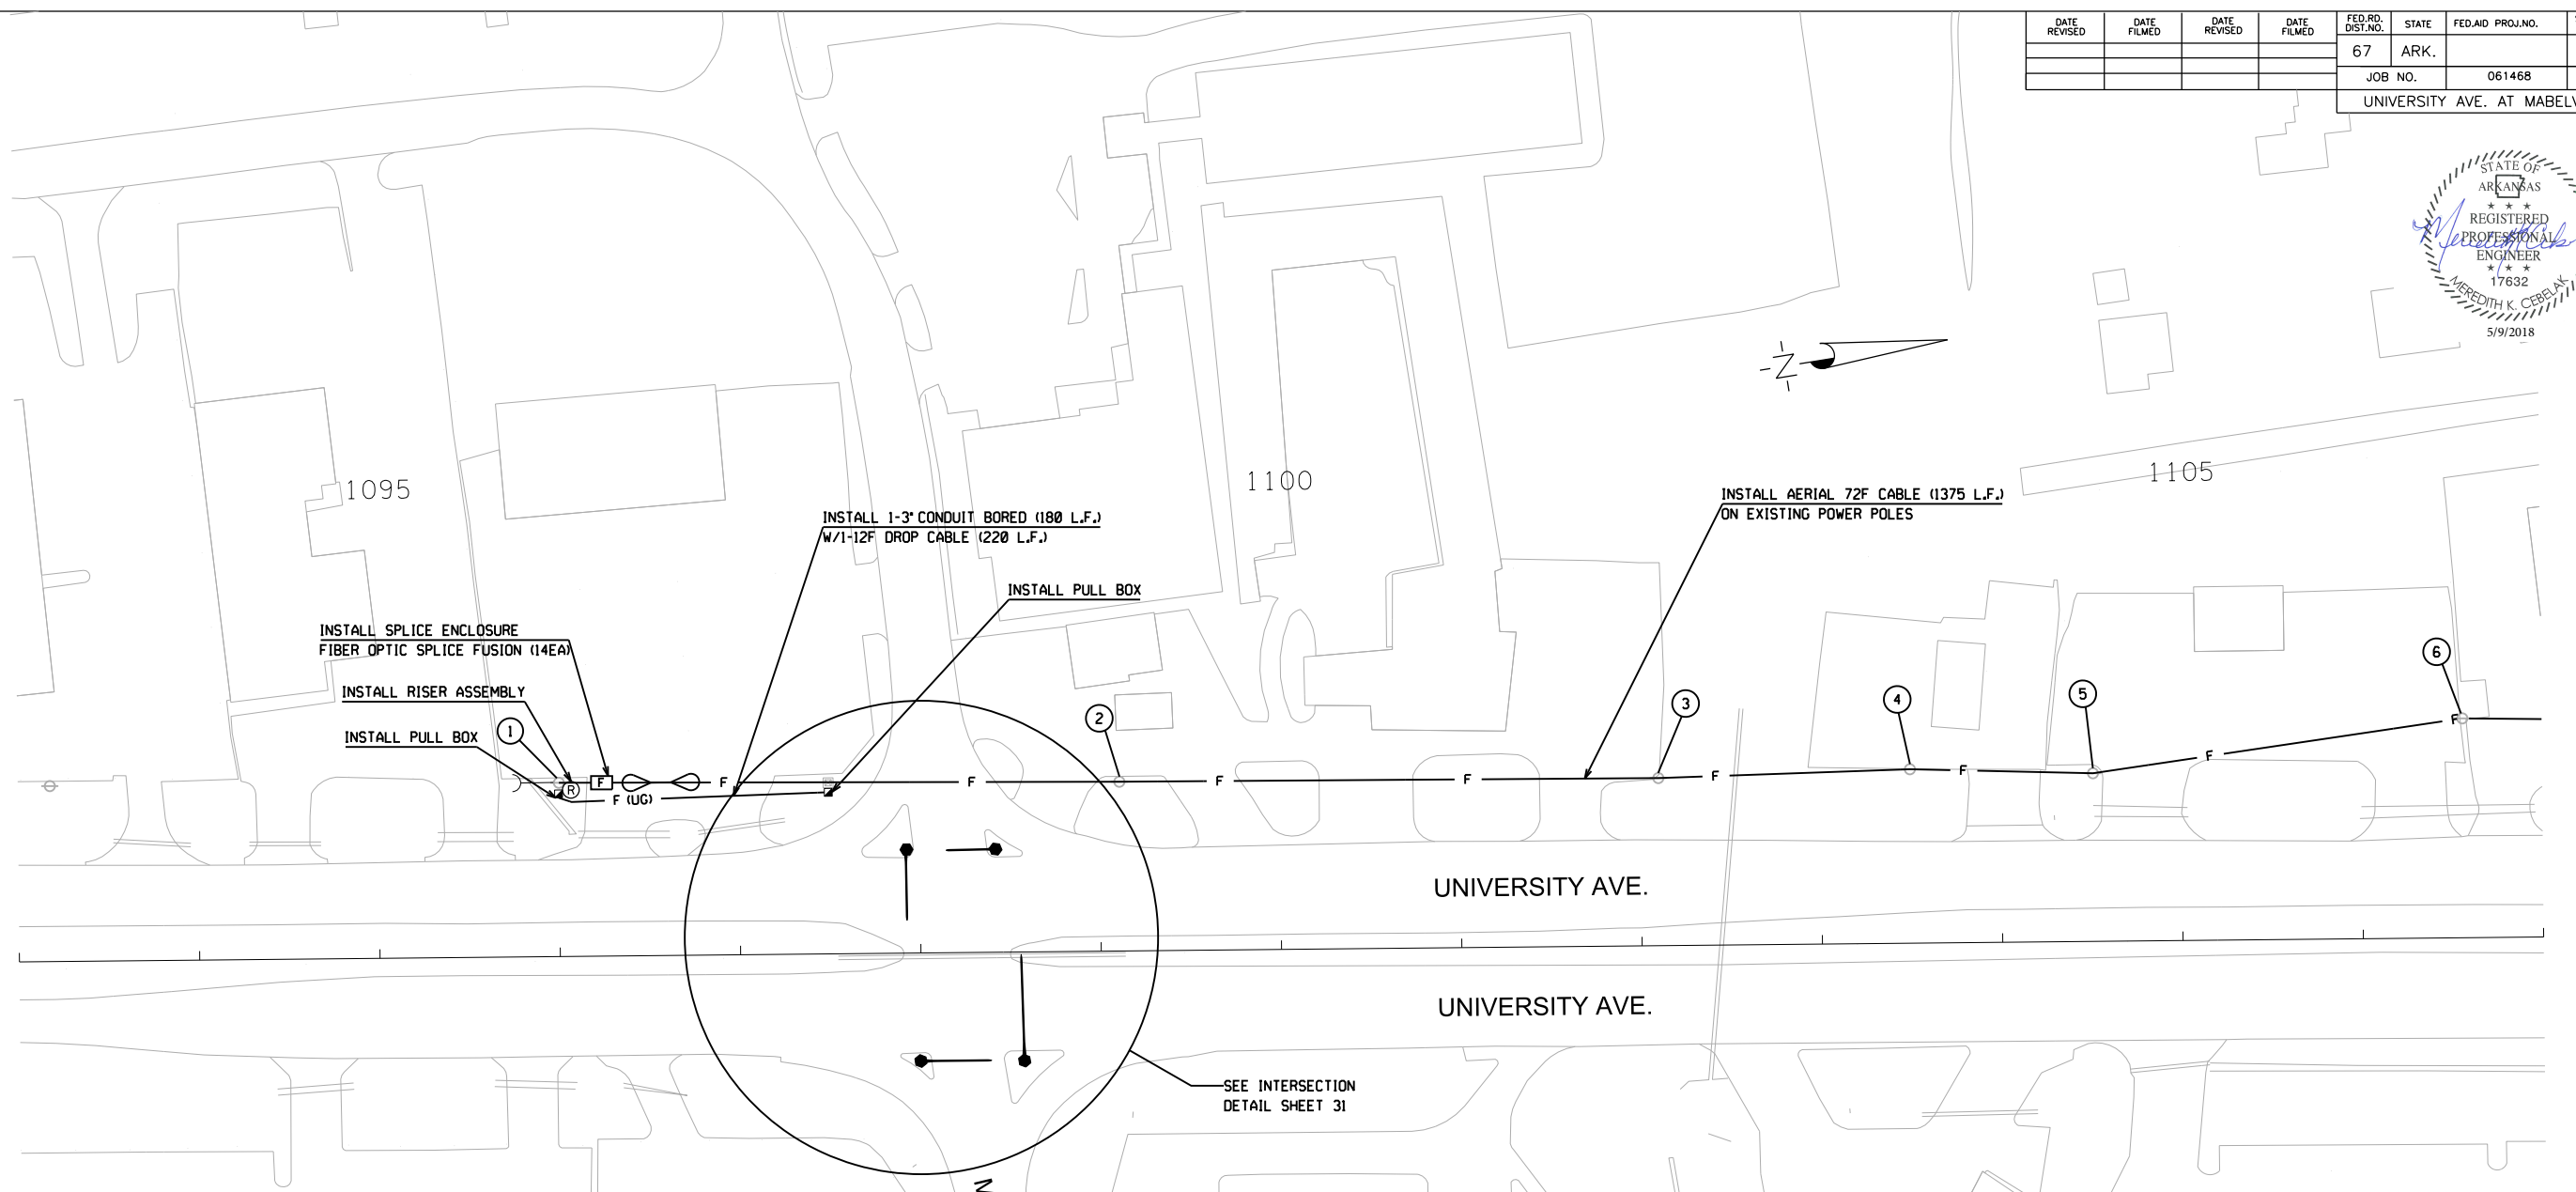 DATE REVISED
DATE FILMED
DATE REVISED
DATE FILMED
FED.RD. DIST.NO.
STATE
FED.AID PROJ.NO.
67
ARK.
JOB NO.
061468
UNIVERSITY AVE. AT
STATE OF
ARKANSAS
★ ★ ★
REGISTERED
PROFESSIONAL
ENGINEER
★ ★ ★
17632
MEREDITH K. CEBELAK
5/9/2018
N
1095
1100
1105
INSTALL 1-3" CONDUIT BORED (180 L.F.)
W/1-12F DROP CABLE (220 L.F.)
INSTALL AERIAL 72F CABLE (1375 L.F.)
ON EXISTING POWER POLES
INSTALL PULL BOX
INSTALL SPLICE ENCLOSURE
FIBER OPTIC SPLICE FUSION (14EA)
INSTALL RISER ASSEMBLY
INSTALL PULL BOX
1
2
3
4
5
6
R
F
F
F
F
F
F
F
F
F
F (UG)
UNIVERSITY AVE.
UNIVERSITY AVE.
SEE INTERSECTION
DETAIL SHEET 31